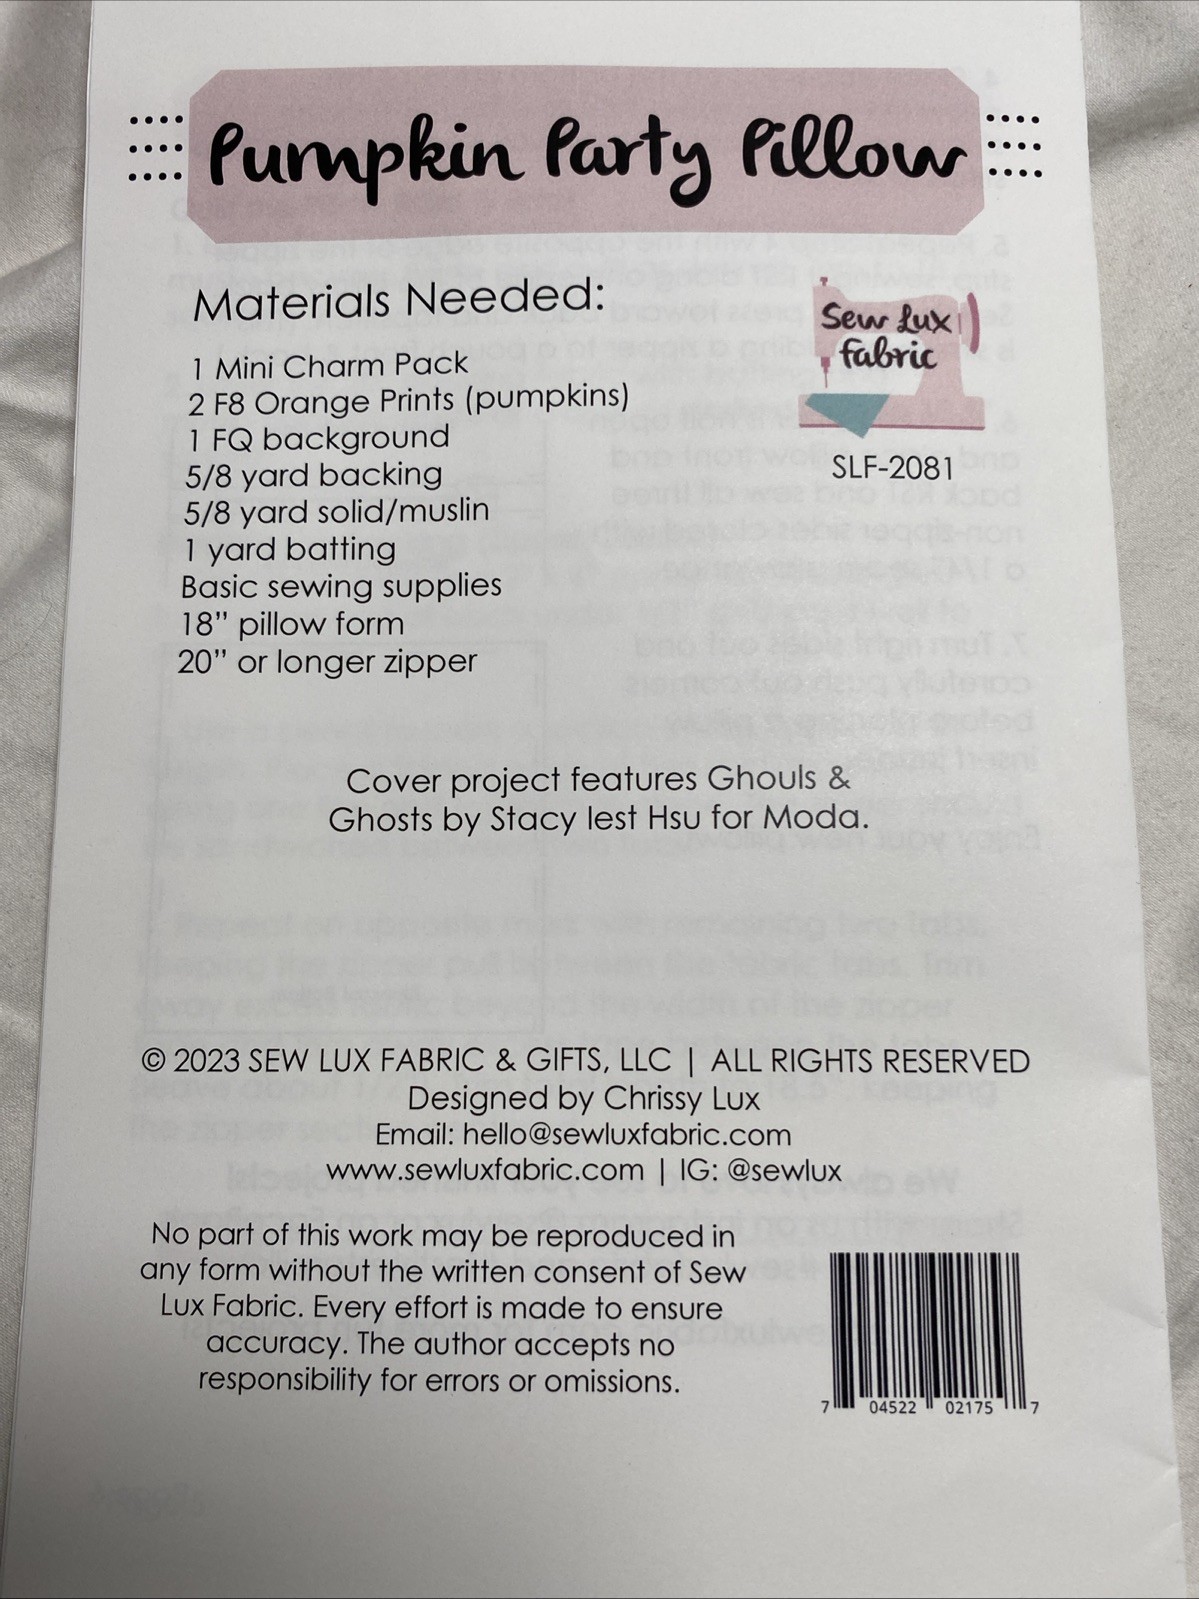 Pumpkin Party Pillow
Materials Needed:
1 Mini Charm Pack
2 F8 Orange Prints (pumpkins)
1 FQ background
5/8 yard backing
5/8 yard solid/muslin
1 yard batting
Basic sewing supplies
18” pillow form
20” or longer zipper
Sew Lux
Fabric
SLF-2081
Cover project features Ghouls &
Ghosts by Stacy Iest Hsu for Moda.
© 2023 SEW LUX FABRIC & GIFTS, LLC | ALL RIGHTS RESERVED
Designed by Chrissy Lux
Email: hello@sewluxfabric.com
www.sewluxfabric.com | IG: @sewlux
No part of this work may be reproduced in
any form without the written consent of Sew
Lux Fabric. Every effort is made to ensure
accuracy. The author accepts no
responsibility for errors or omissions.
7 04522 02175 7